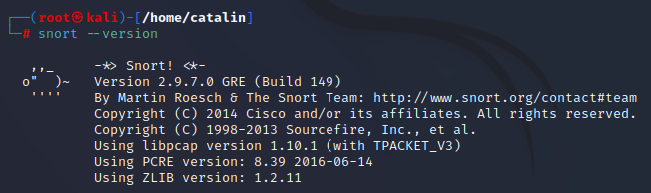 ┌──(root㉿kali)-[/home/catalin]
└─# snort --version
   ,,_     -*> Snort! <*-
  o"  )~   Version 2.9.7.0 GRE (Build 149)
   ''''    By Martin Roesch & The Snort Team: http://www.snort.org/contact#team
           Copyright (C) 2014 Cisco and/or its affiliates. All rights reserved.
           Copyright (C) 1998-2013 Sourcefire, Inc., et al.
           Using libpcap version 1.10.1 (with TPACKET_V3)
           Using PCRE version: 8.39 2016-06-14
           Using ZLIB version: 1.2.11